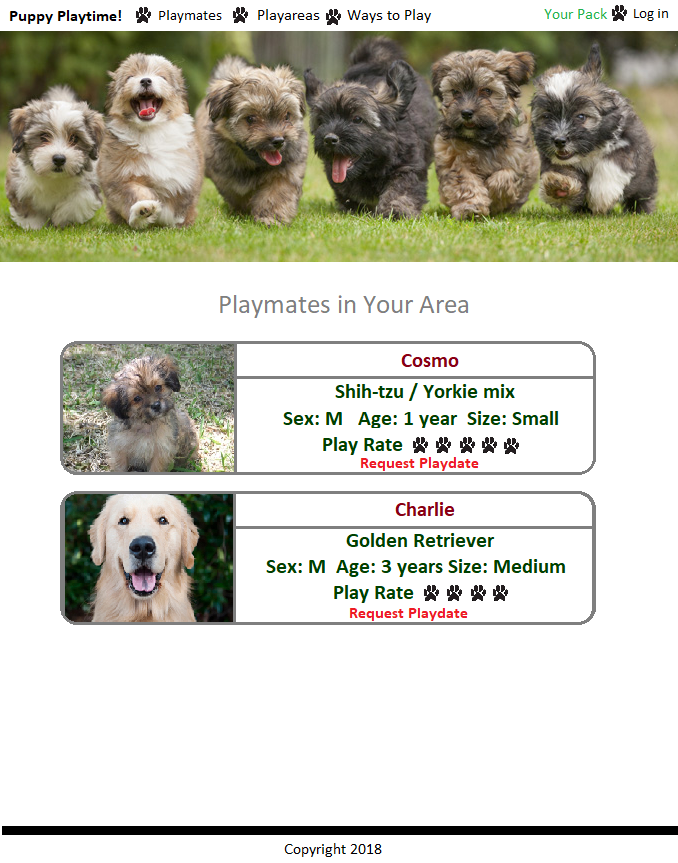 Puppy Playtime! Playmates Playareas Ways to Play Your Pack Log in
Playmates in Your Area
Cosmo
Shih-tzu / Yorkie mix
Sex: M Age: 1 year Size: Small
Play Rate
Request Playdate
Charlie
Golden Retriever
Sex: M Age: 3 years Size: Medium
Play Rate
Request Playdate
Copyright 2018